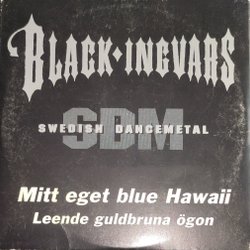 BLACK·INGVARS
SDM
SWEDISH DANCEMETAL
Mitt eget blue Hawaii
Leende guldbruna ögon